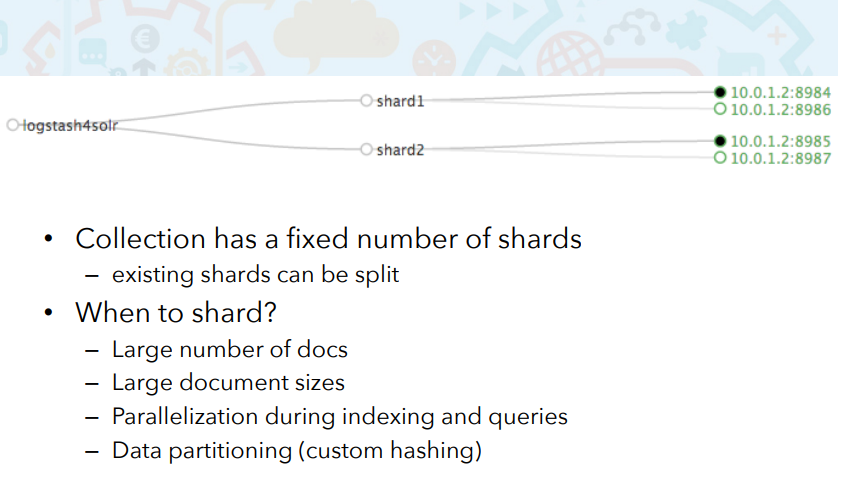 logstash4solr
shard1
10.0.1.2:8984
10.0.1.2:8986
shard2
10.0.1.2:8985
10.0.1.2:8987
• Collection has a fixed number of shards
– existing shards can be split
• When to shard?
– Large number of docs
– Large document sizes
– Parallelization during indexing and queries
– Data partitioning (custom hashing)